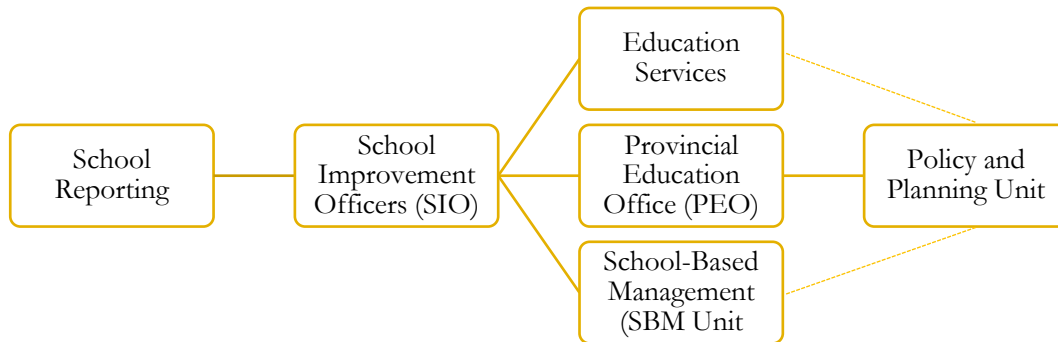 School
Reporting
School
Improvement
Officers (SIO)
Education
Services
Provincial
Education
Office (PEO)
School-Based
Management
(SBM Unit
Policy and
Planning Unit